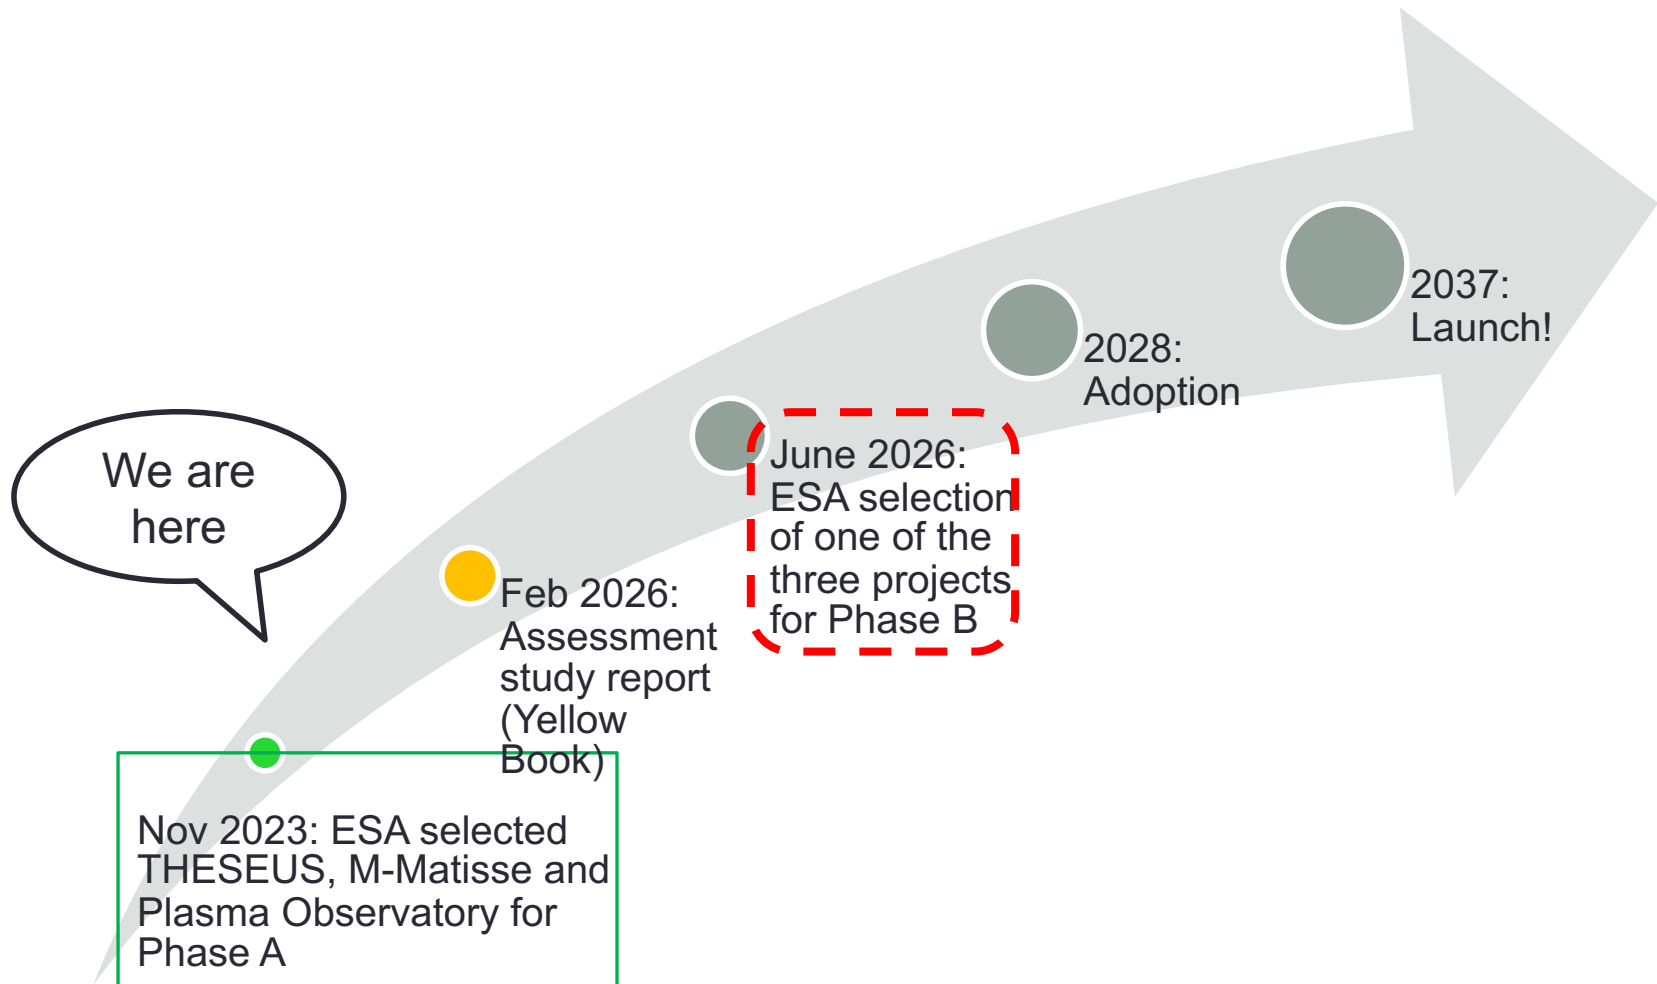 We are
here
Nov 2023: ESA selected
THESEUS, M-Matisse and
Plasma Observatory for
Phase A
Feb 2026:
Assessment
study report
(Yellow
Book)
June 2026:
ESA selection
of one of the
three projects
for Phase B
2028:
Adoption
2037:
Launch!